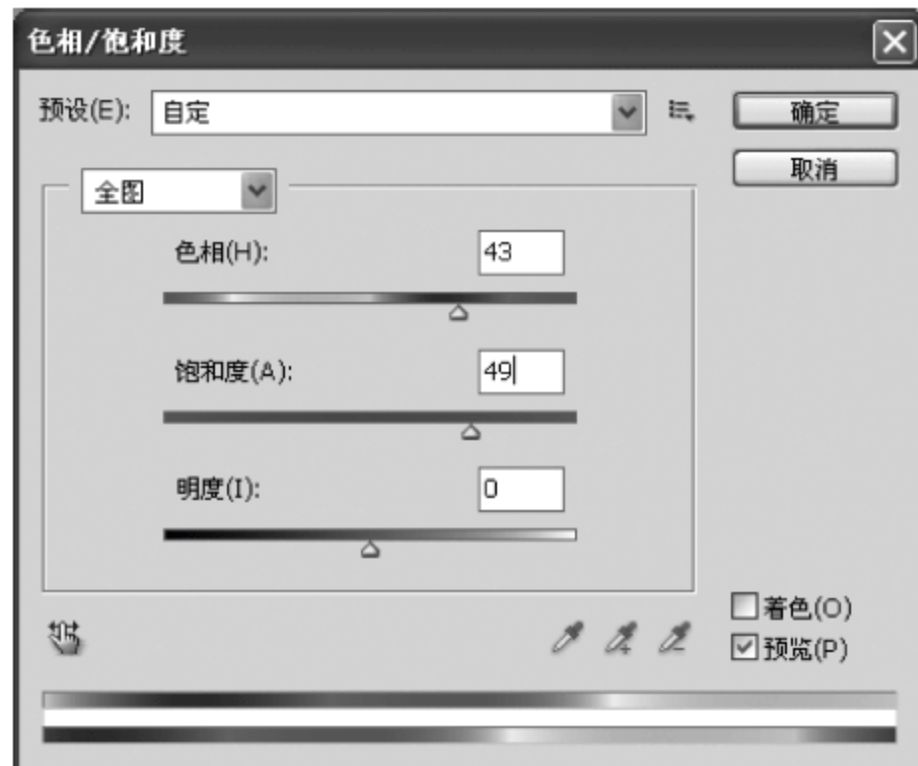 色相/饱和度
预设(E): 自定
确定
取消
全图
色相(H): 43
饱和度(A): 49
明度(I): 0
着色(O)
预览(P)